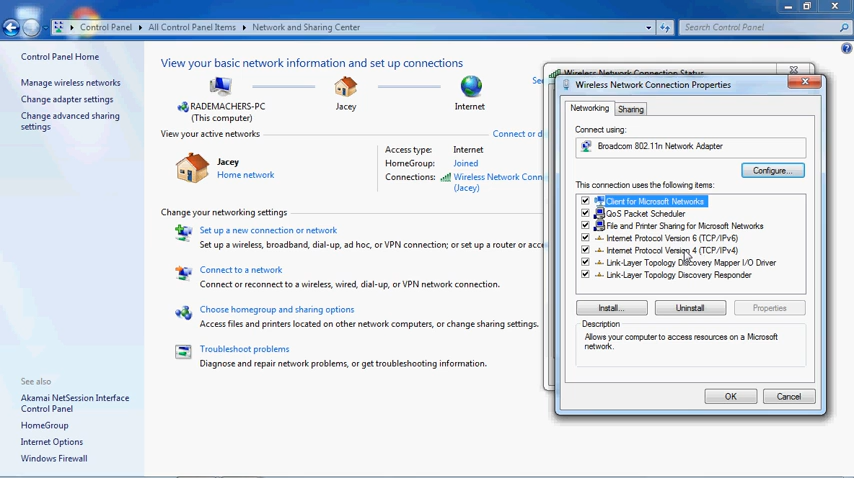 Control Panel
All Control Panel Items
Network and Sharing Center
Search Control Panel
Control Panel Home
Manage wireless networks
Change adapter settings
Change advanced sharing
settings
See also
Akamai NetSession Interface
Control Panel
HomeGroup
Internet Options
Windows Firewall
View your basic network information and set up connections
RADEMACHERS-PC
(This computer)
Jacey
Internet
See
View your active networks
Connect or di
Jacey
Home network
Access type:
Internet
HomeGroup:
Joined
Connections:
Wireless Network Conn
(Jacey)
Change your networking settings
Set up a new connection or network
Set up a wireless, broadband, dial-up, ad hoc, or VPN connection; or set up a router or acce
Connect to a network
Connect or reconnect to a wireless, wired, dial-up, or VPN network connection.
Choose homegroup and sharing options
Access files and printers located on other network computers, or change sharing settings.
Troubleshoot problems
Diagnose and repair network problems, or get troubleshooting information.
Wireless Network Connection Status
Wireless Network Connection Properties
Networking
Sharing
Connect using:
Broadcom 802.11n Network Adapter
Configure...
This connection uses the following items:
Client for Microsoft Networks
QoS Packet Scheduler
File and Printer Sharing for Microsoft Networks
Internet Protocol Version 6 (TCP/IPv6)
Internet Protocol Version 4 (TCP/IPv4)
Link-Layer Topology Discovery Mapper I/O Driver
Link-Layer Topology Discovery Responder
Install...
Uninstall
Properties
Description
Allows your computer to access resources on a Microsoft
network.
OK
Cancel